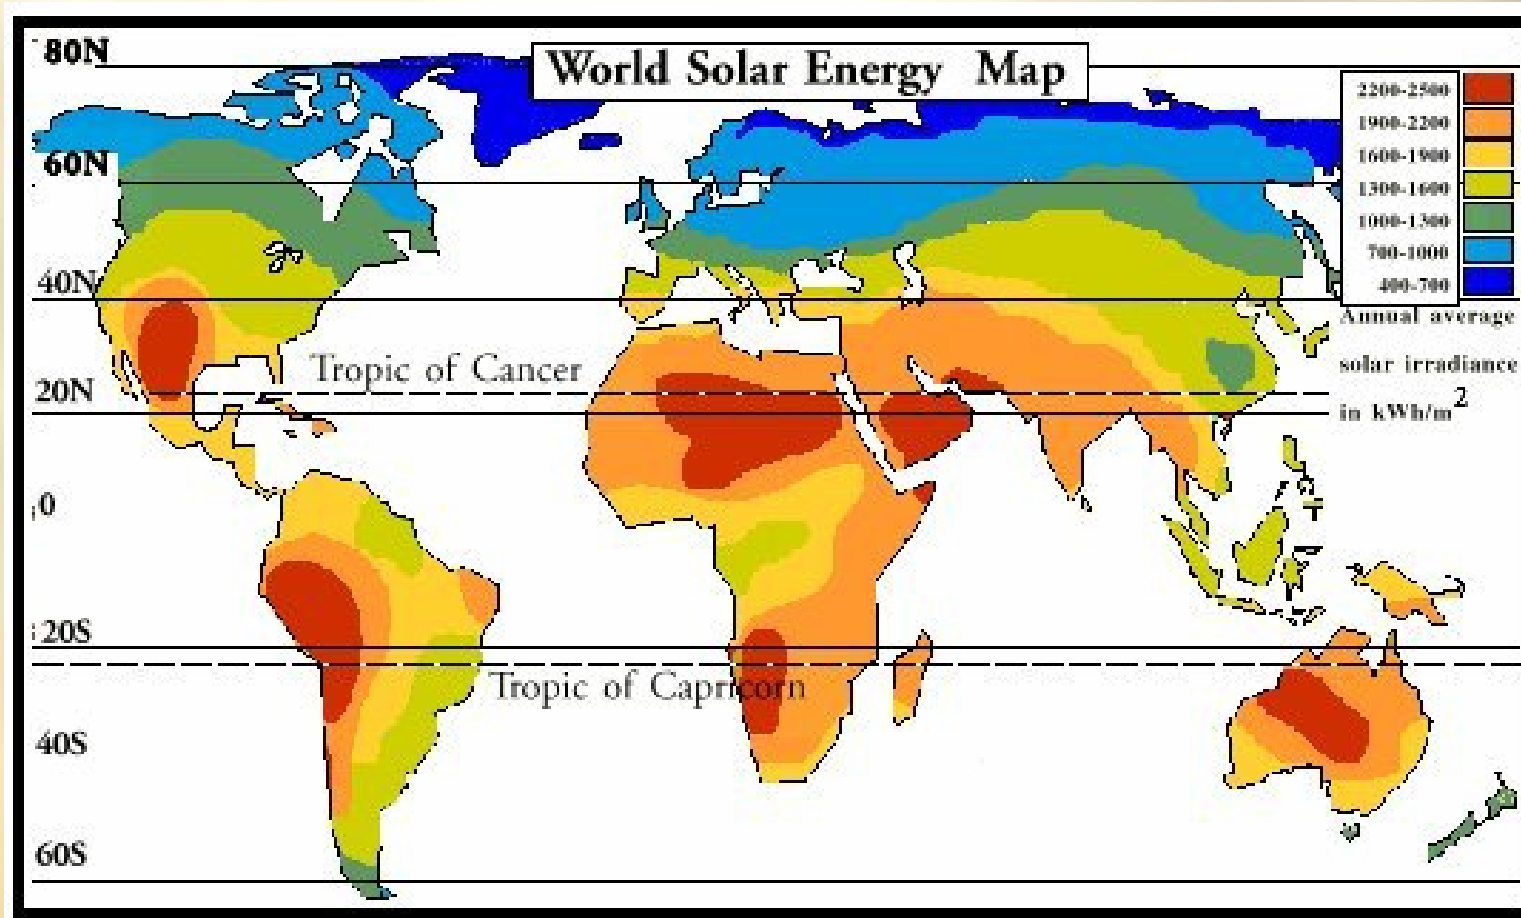 World Solar Energy Map
80N
60N
40N
20N
0
20S
40S
60S
Tropic of Cancer
Tropic of Capricorn
2200-2500
1900-2200
1600-1900
1300-1600
1000-1300
700-1000
400-700
Annual average
solar irradiance
in kWh/m²